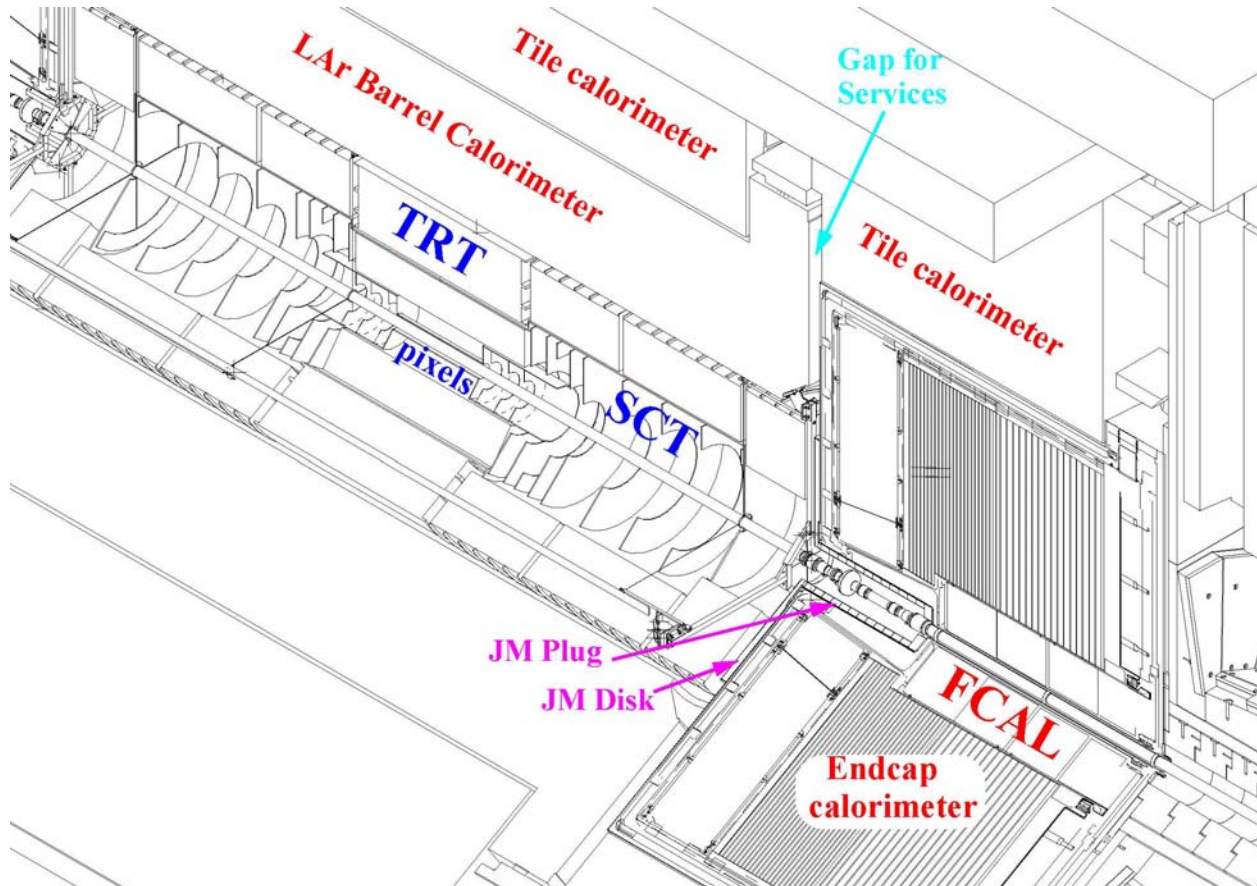 LAr Barrel Calorimeter
Tile calorimeter
Gap for
Services
TRT
Tile calorimeter
pixels
SCT
JM Plug
JM Disk
FCAL
Endcap
calorimeter